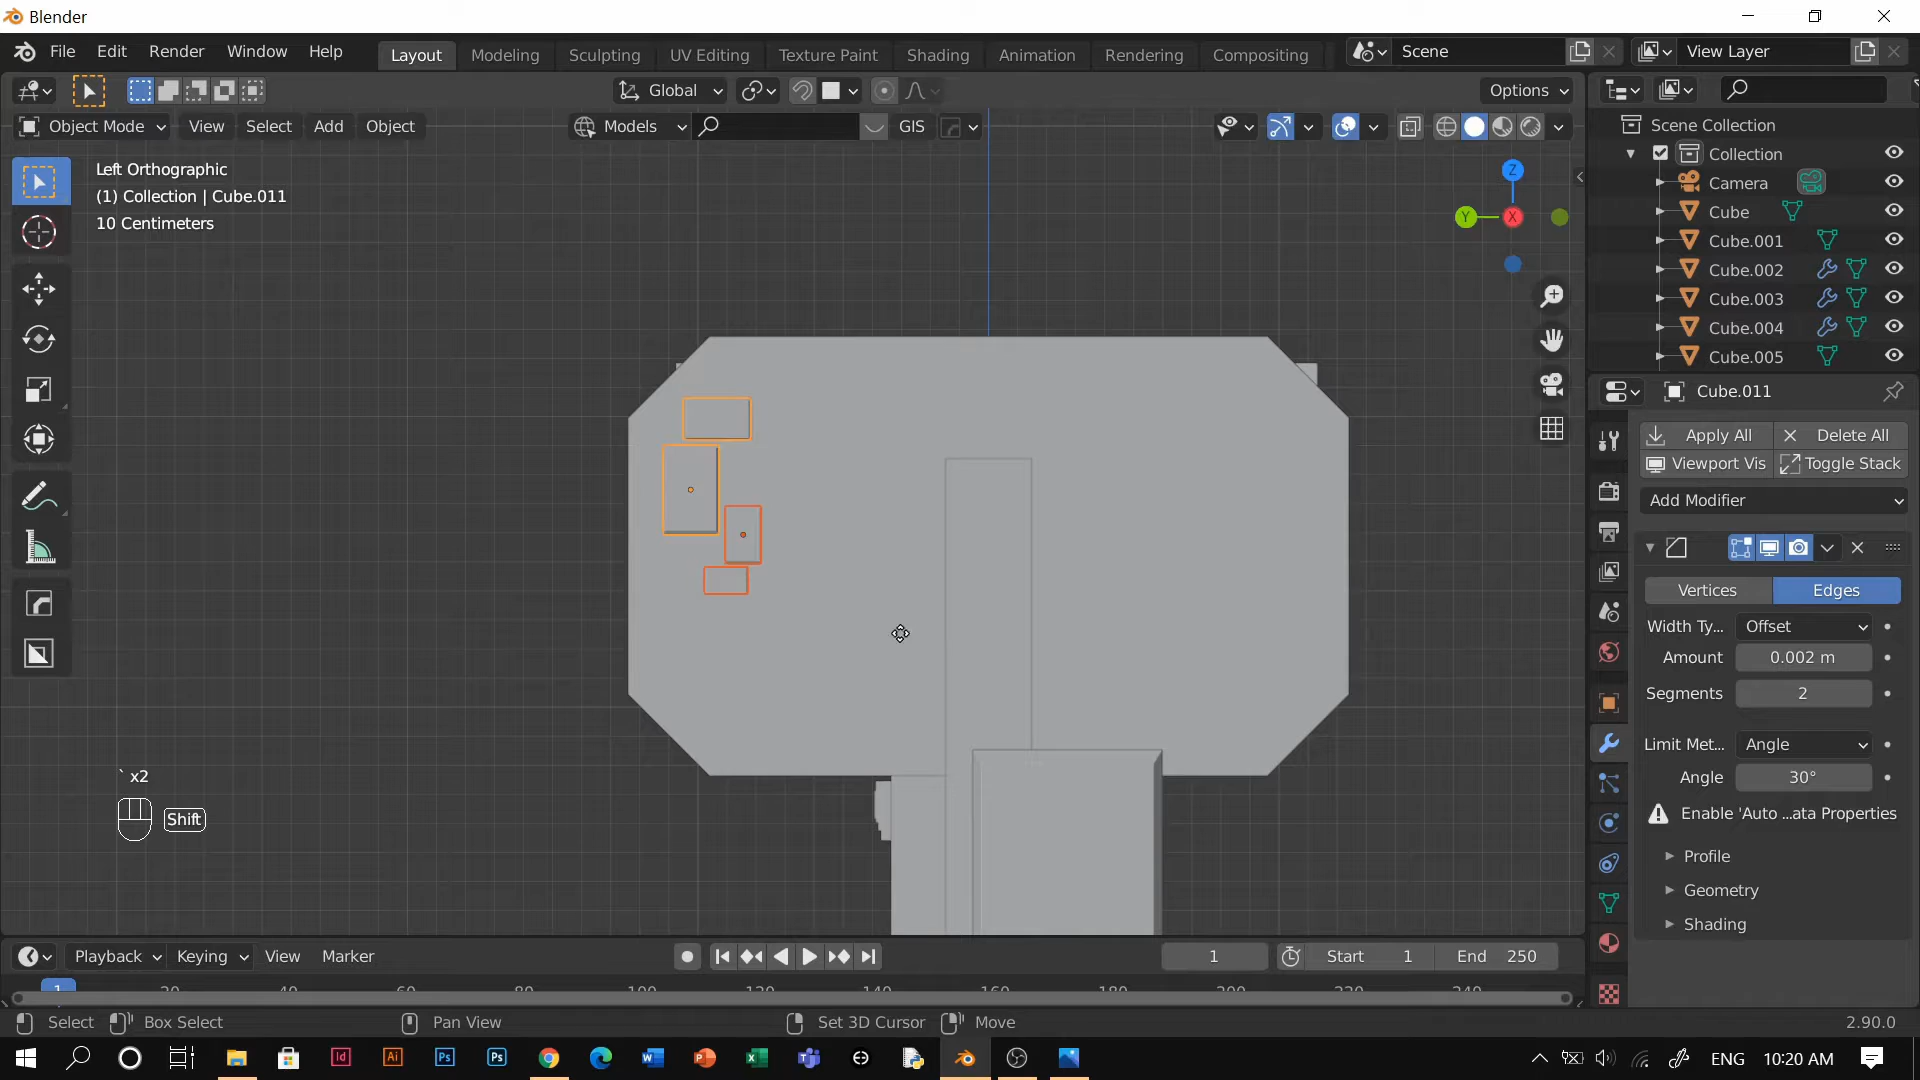 Blender
File Edit Render Window Help
Layout Modeling Sculpting UV Editing Texture Paint Shading Animation Rendering Compositing
Scene
View Layer
Global
Options
Object Mode View Select Add Object
Models
GIS
Left Orthographic
(1) Collection | Cube.011
10 Centimeters
Z
Y
X
Scene Collection
Collection
Camera
Cube
Cube.001
Cube.002
Cube.003
Cube.004
Cube.005
Cube.011
Apply All
Delete All
Viewport Vis
Toggle Stack
Add Modifier
Vertices Edges
Width Ty... Offset
Amount 0.002 m
Segments 2
Limit Met... Angle
Angle 30°
Enable 'Auto ...ata Properties
Profile
Geometry
Shading
` x2
Shift
Playback Keying View Marker
1
Start 1
End 250
1
Select
Box Select
Pan View
Set 3D Cursor
Move
2.90.0
ENG 10:20 AM